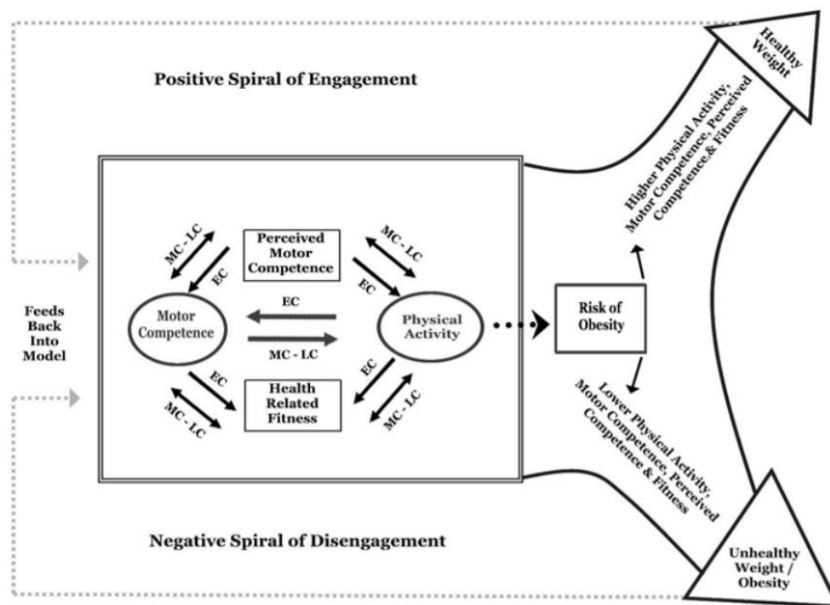 Positive Spiral of Engagement
Healthy
Weight
Higher Physical Activity,
Motor Competence, Perceived
Competence,& Fitness
MC - LC
EC
Perceived
Motor
Competence
MC - LC
EC
Feeds
Back
Into
Model
Motor
Competence
EC
MC - LC
Physical
Activity
Risk of
Obesity
EC
MC - LC
Health
Related
Fitness
EC
MC - LC
Lower Physical Activity,
Motor Competence, Perceived
Competence & Fitness
Negative Spiral of Disengagement
Unhealthy
Weight /
Obesity